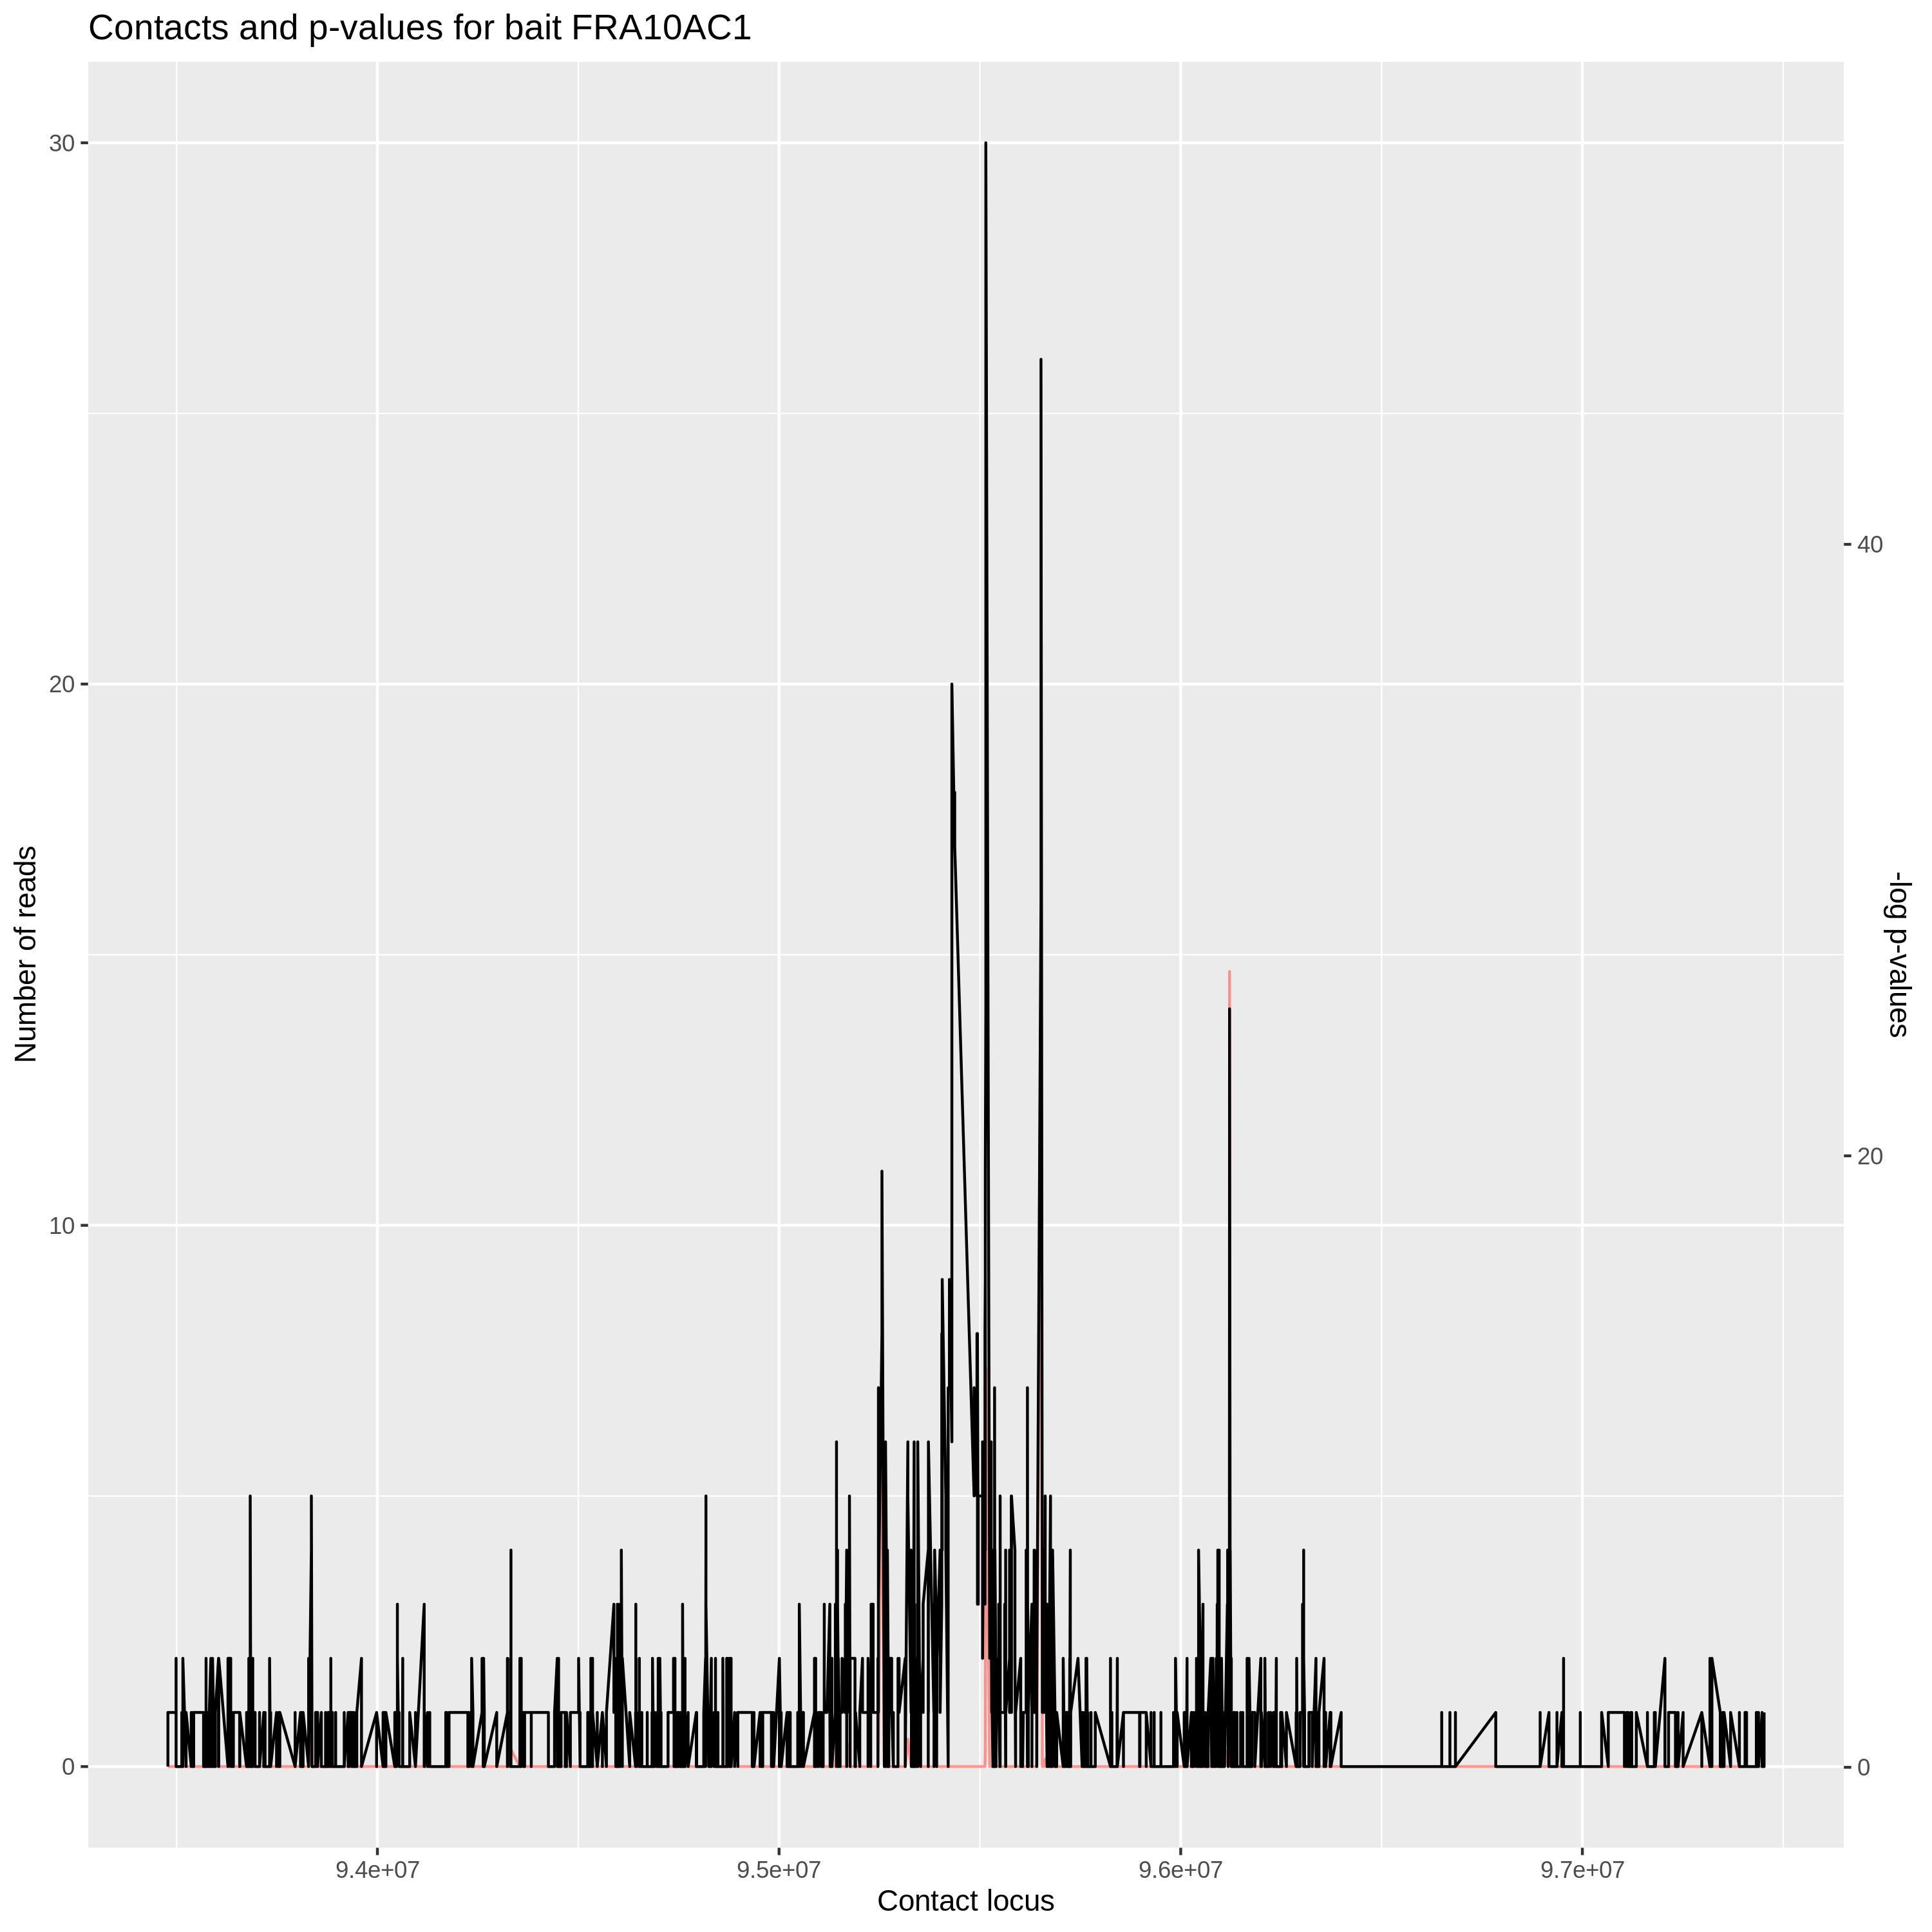 Contacts and p-values for bait FRA10AC1
30
20
10
0
Number of reads
40
20
0
-log p-values
9.4e+07
9.5e+07
9.6e+07
9.7e+07
Contact locus